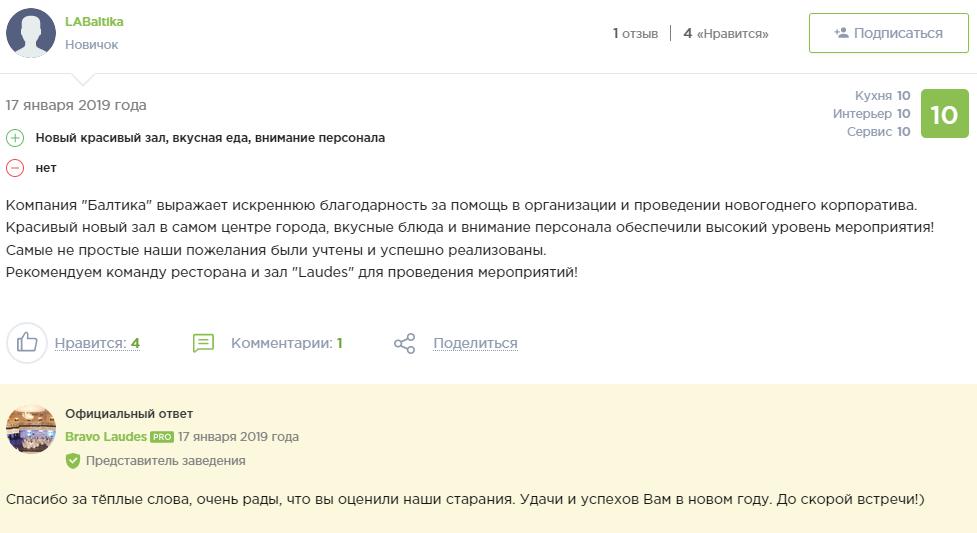 LABaltika
Новичок
1 отзыв
4 «Нравится»
Подписаться
17 января 2019 года
Кухня 10
Интерьер 10
Сервис 10
10
Новый красивый зал, вкусная еда, внимание персонала
нет
Компания "Балтика" выражает искреннюю благодарность за помощь в организации и проведении новогоднего корпоратива.
Красивый новый зал в самом центре города, вкусные блюда и внимание персонала обеспечили высокий уровень мероприятия!
Самые не простые наши пожелания были учтены и успешно реализованы.
Рекомендуем команду ресторана и зал "Laudes" для проведения мероприятий!
Нравится: 4
Комментарии: 1
Поделиться
Официальный ответ
Bravo Laudes PRO 17 января 2019 года
Представитель заведения
Спасибо за тёплые слова, очень рады, что вы оценили наши старания. Удачи и успехов Вам в новом году. До скорой встречи!)